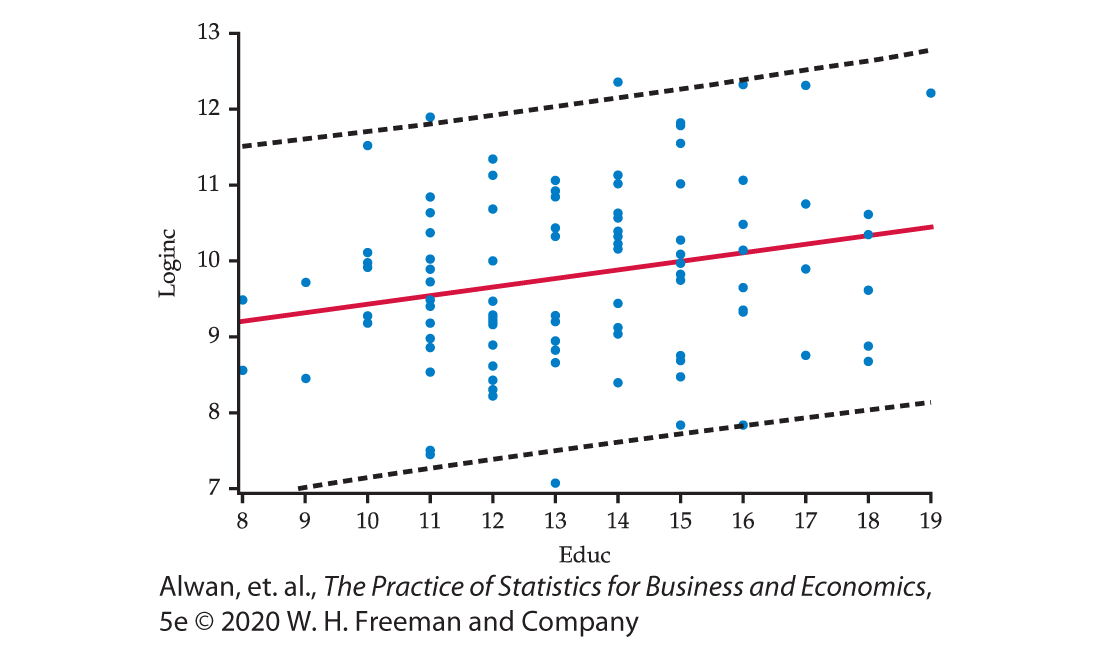 13
12
11
10
9
8
7
Loginc
8 9 10 11 12 13 14 15 16 17 18 19
Educ
Alwan, et. al., The Practice of Statistics for Business and Economics,
5e © 2020 W. H. Freeman and Company